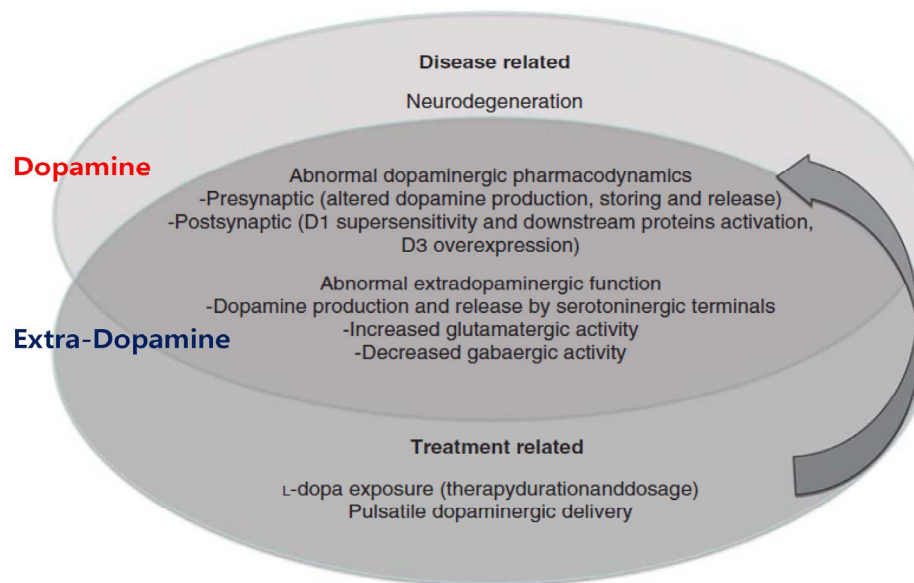 Disease related
Neurodegeneration
Dopamine
Abnormal dopaminergic pharmacodynamics
-Presynaptic (altered dopamine production, storing and release)
-Postsynaptic (D1 supersensitivity and downstream proteins activation,
D3 overexpression)
Abnormal extradopaminergic function
-Dopamine production and release by serotoninergic terminals
Extra-Dopamine
-Increased glutamatergic activity
-Decreased gabaergic activity
Treatment related
L-dopa exposure (therapydurationanddosage)
Pulsatile dopaminergic delivery